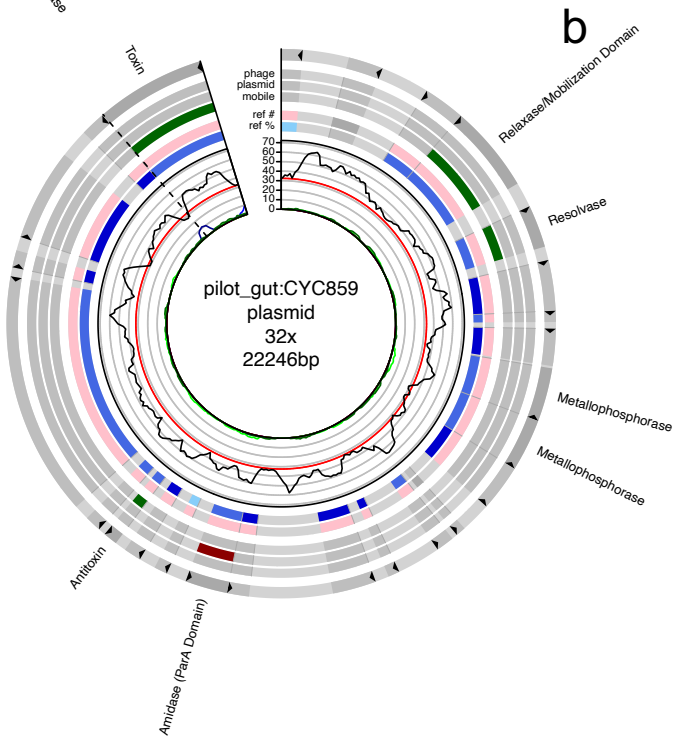 ase
b
Toxin
Relaxase/Mobilization Domain
phage
plasmid
mobile
ref #
ref %
70
60
50
40
30
20
10
0
Resolvase
pilot_gut:CYC859
plasmid
32x
22246bp
Metallophosphorase
Metallophosphorase
Antitoxin
Amidase (ParA Domain)